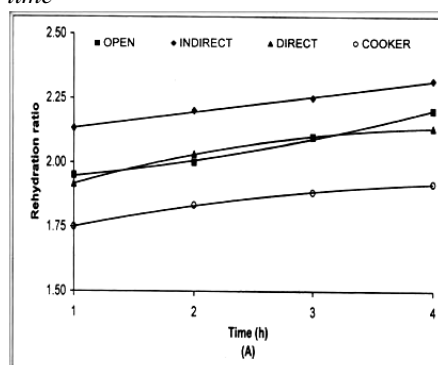 time
2.50
OPEN INDIRECT DIRECT COOKER
2.25
2.00
1.75
1.50
Rehydration ratio
1 2 3 4
Time (h)
(A)